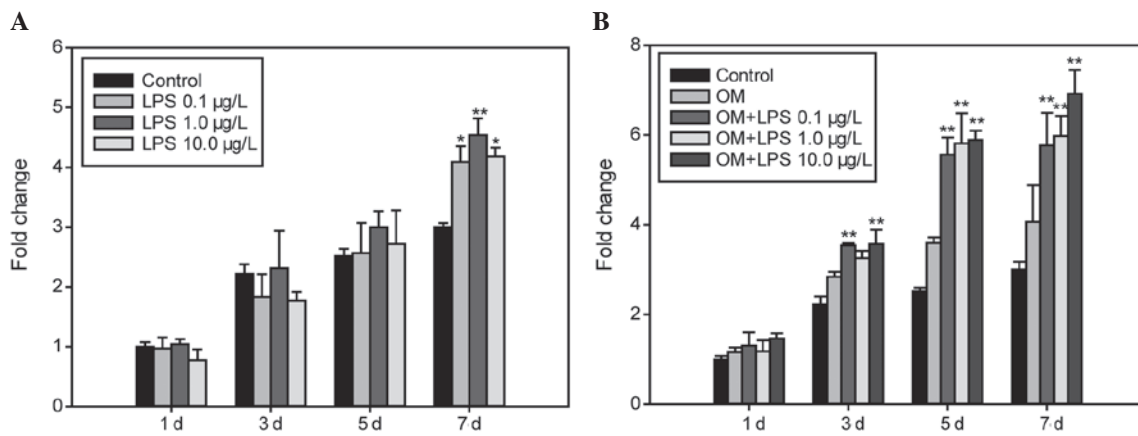 A
Fold change
6
5
4
3
2
1
0
Control
LPS 0.1 µg/L
LPS 1.0 µg/L
LPS 10.0 µg/L
*
**
*
1 d
3 d
5 d
7 d
B
Fold change
8
6
4
2
0
Control
OM
OM+LPS 0.1 µg/L
OM+LPS 1.0 µg/L
OM+LPS 10.0 µg/L
**
**
**
**
**
**
**
**
1 d
3 d
5 d
7 d